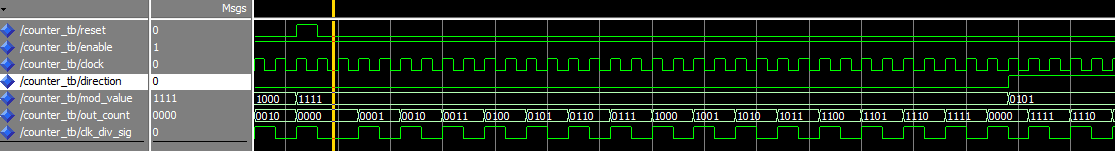 Msgs
/counter_tb/reset 0
/counter_tb/enable 1
/counter_tb/clock 0
/counter_tb/direction 0
/counter_tb/mod_value 1111 1000 1111 0101
/counter_tb/out_count 0000 0010 0000 0001 0010 0011 0100 0101 0110 0111 1000 1001 1010 1011 1100 1101 1110 1111 0000 1111 1110
/counter_tb/clk_div_sig 0